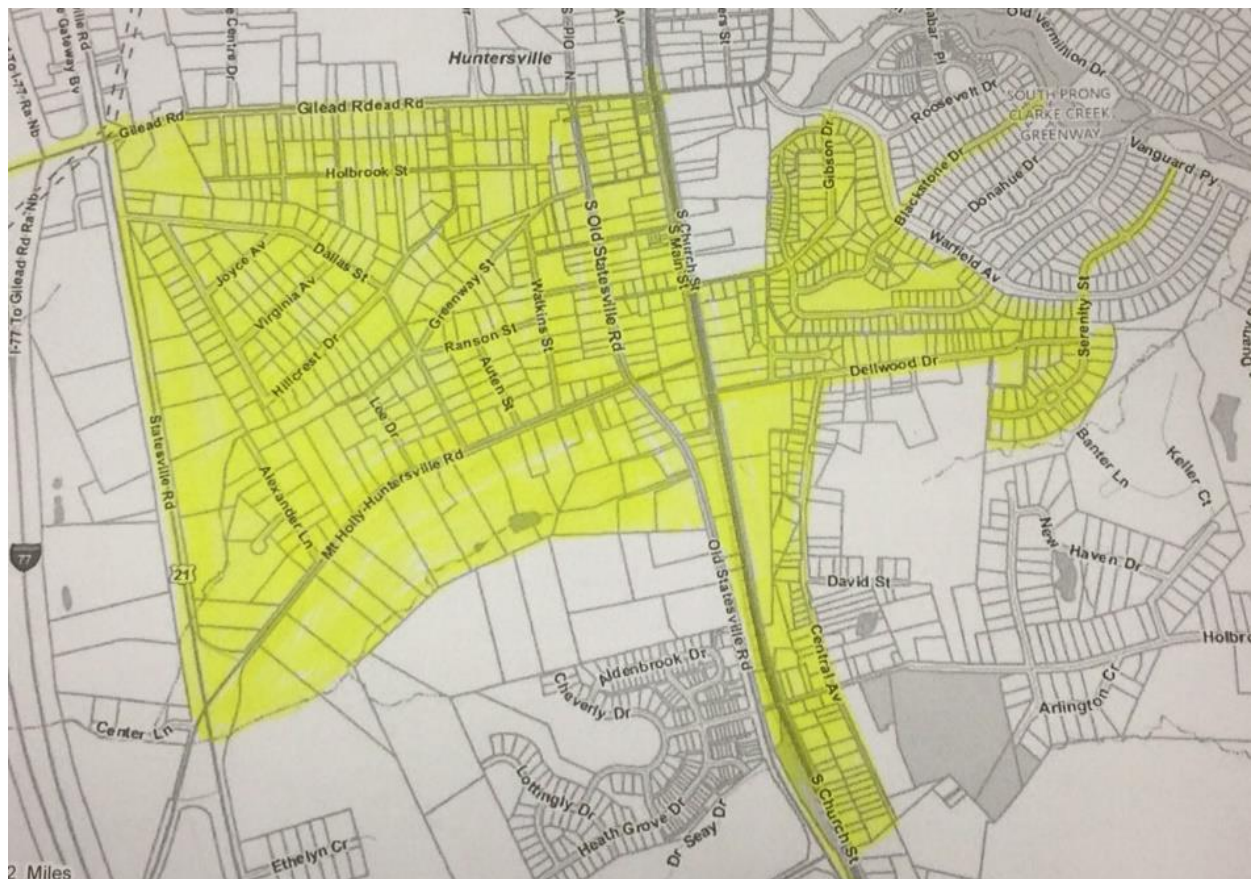 Huntersville
Old Verminion Dr
Roosevelt Dr
SOUTH PRONG
CLARKE CREEK
GREENWAY
Gilead Rd
Gilead Rdead Rd
Vanguard Py
Holbrook St
Gibson Dr
Blackstone Dr
Donahue Dr
I-77 To Gilead Rd Ra Nb
S Old Statesville Rd
S Church St
S Main St
Warfield Av
Joyce Av
Dallas St
Virginia Av
Greenway St
Walkins St
Serenity St
Ranson St
Hillcrest Dr
Auten St
Dellwood Dr
Lee Dr
Statesville Rd
Mt Holly-Huntersville Rd
Alexander Ln
Banter Ln
Keller Ct
New Haven Dr
77
21
Old Statesville Rd
David St
Central Av
Holbro
Aldenbrook Dr
Cheverly Dr
Arlington Cr
Center Ln
Lottingly Dr
Heath Grove Dr
Dr Seay Dr
S Church St
Ethelyn Cr
2 Miles